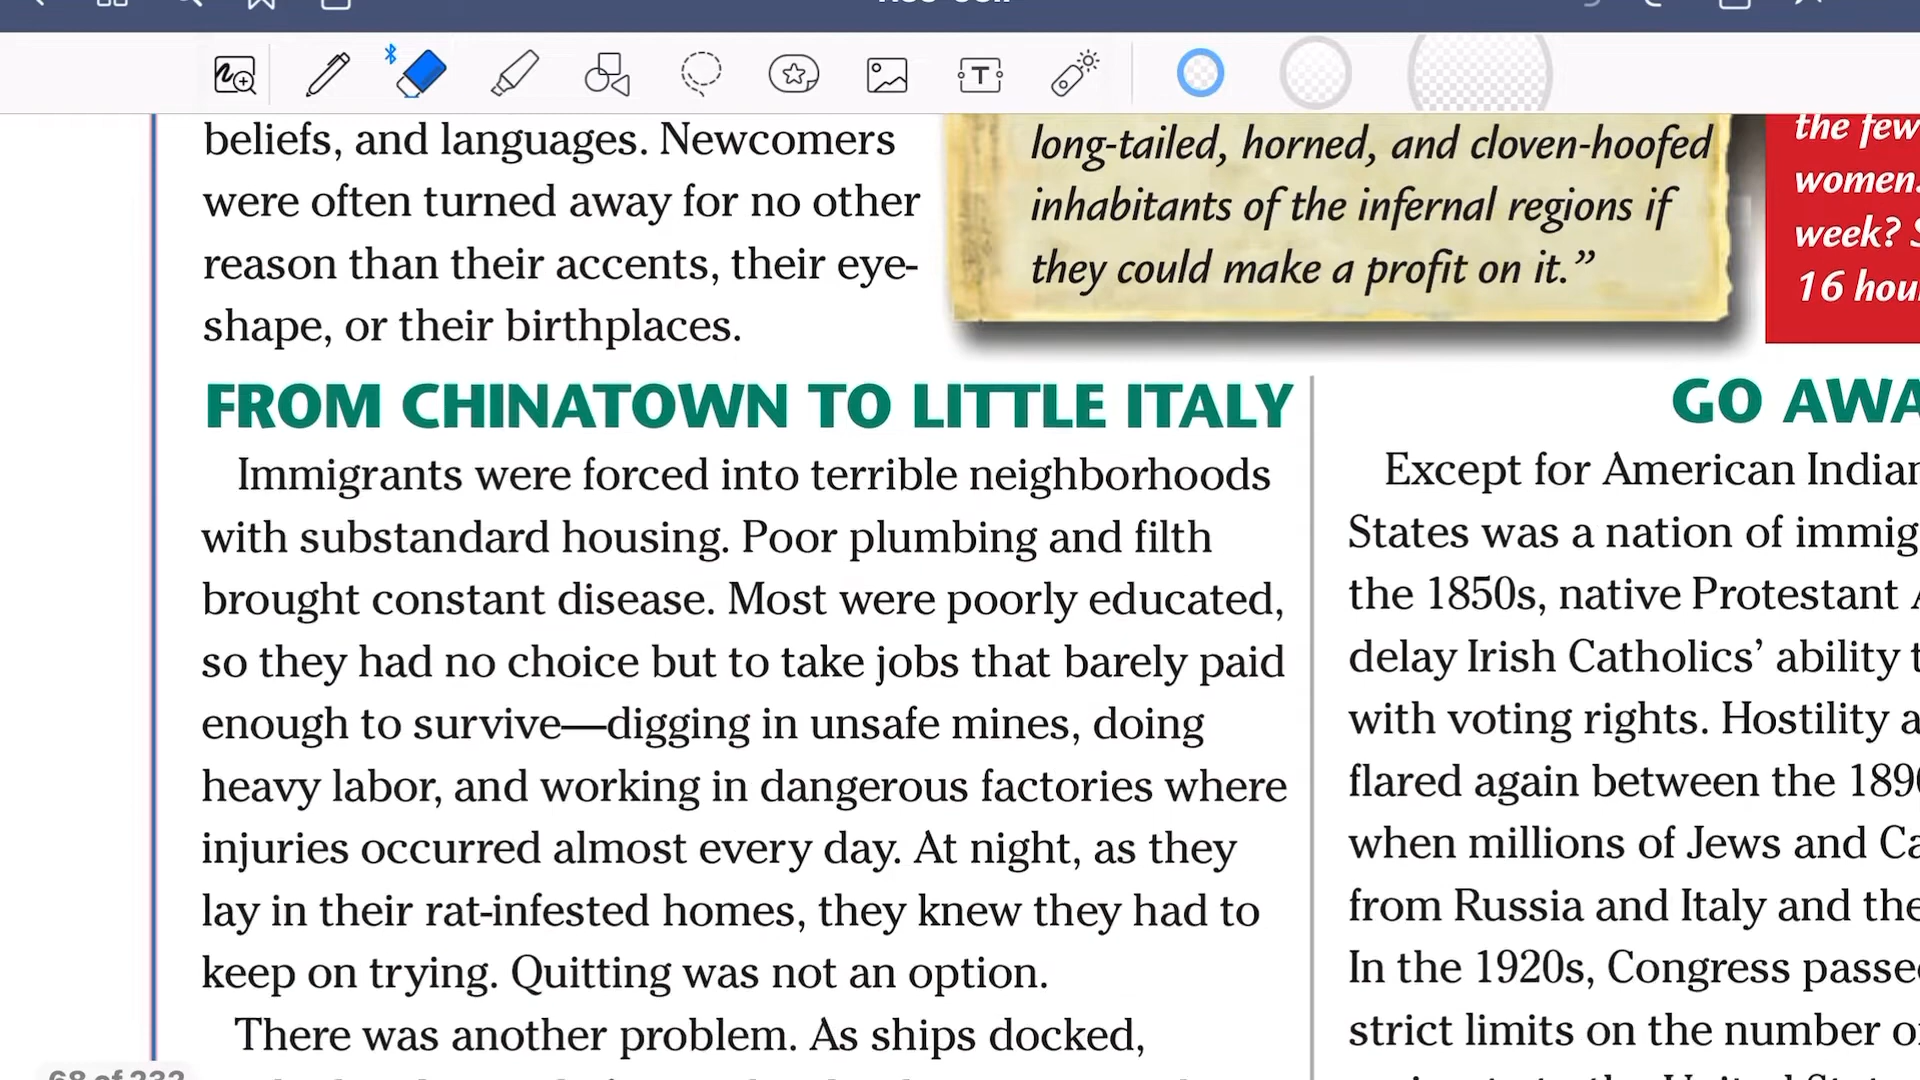 beliefs, and languages. Newcomers
were often turned away for no other
reason than their accents, their eye-
shape, or their birthplaces.
long-tailed, horned, and cloven-hoofed
inhabitants of the infernal regions if
they could make a profit on it.”
the few
women.
week?
16 hou
FROM CHINATOWN TO LITTLE ITALY
Immigrants were forced into terrible neighborhoods
with substandard housing. Poor plumbing and filth
brought constant disease. Most were poorly educated,
so they had no choice but to take jobs that barely paid
enough to survive—digging in unsafe mines, doing
heavy labor, and working in dangerous factories where
injuries occurred almost every day. At night, as they
lay in their rat-infested homes, they knew they had to
keep on trying. Quitting was not an option.
There was another problem. As ships docked,
GO AWA
Except for American Indian
States was a nation of immig
the 1850s, native Protestant
delay Irish Catholics’ ability t
with voting rights. Hostility a
flared again between the 189
when millions of Jews and Ca
from Russia and Italy and the
In the 1920s, Congress passe
strict limits on the number o
68 of 232